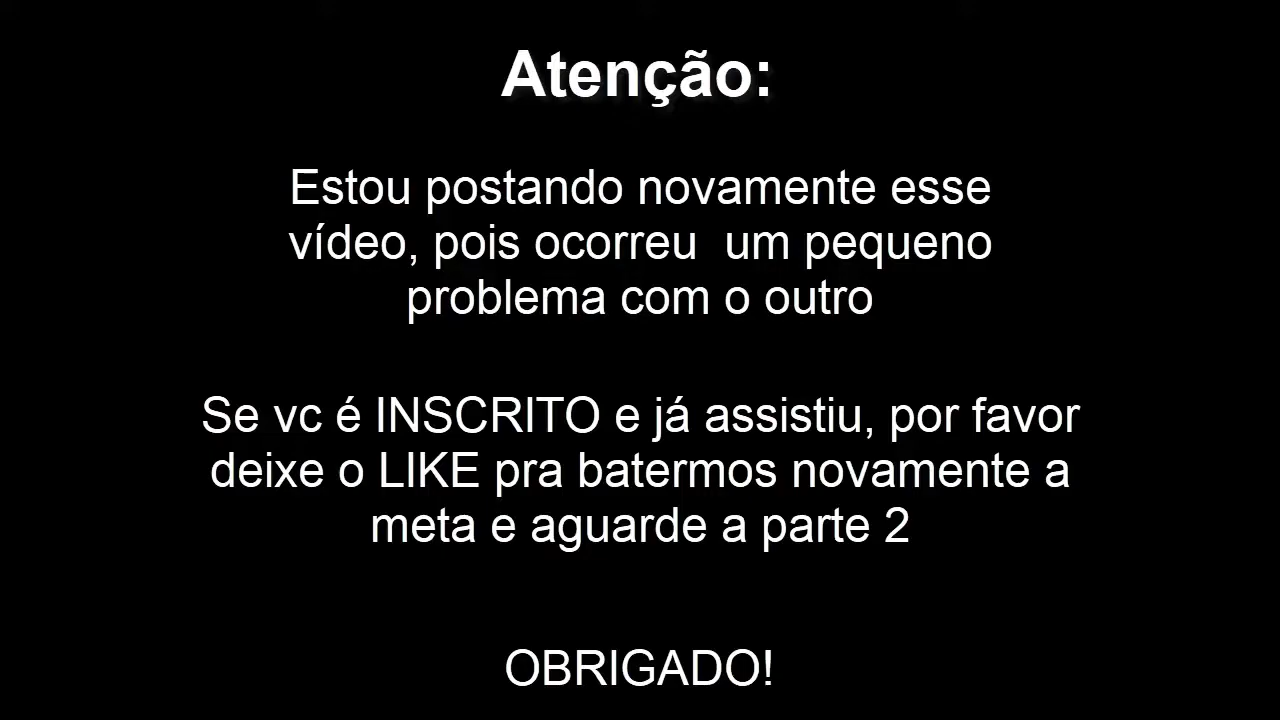 Atenção:
Estou postando novamente esse
vídeo, pois ocorreu  um pequeno
problema com o outro
Se vc é INSCRITO e já assistiu, por favor
deixe o LIKE pra batermos novamente a
meta e aguarde a parte 2
OBRIGADO!